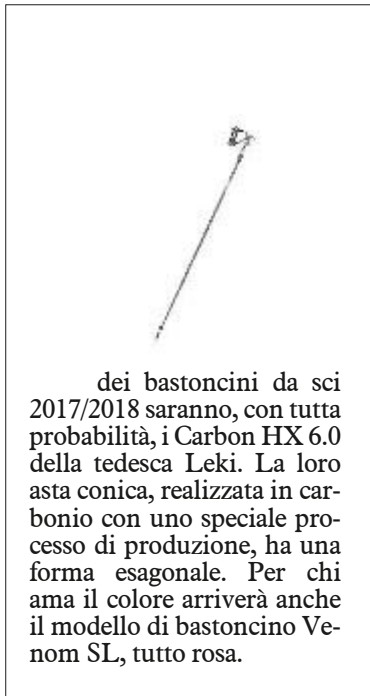 dei bastoncini da sci
2017/2018 saranno, con tutta
probabilità, i Carbon HX 6.0
della tedesca Leki. La loro
asta conica, realizzata in car-
bonio con uno speciale pro-
cesso di produzione, ha una
forma esagonale. Per chi
ama il colore arriverà anche
il modello di bastoncino Ve-
nom SL, tutto rosa.